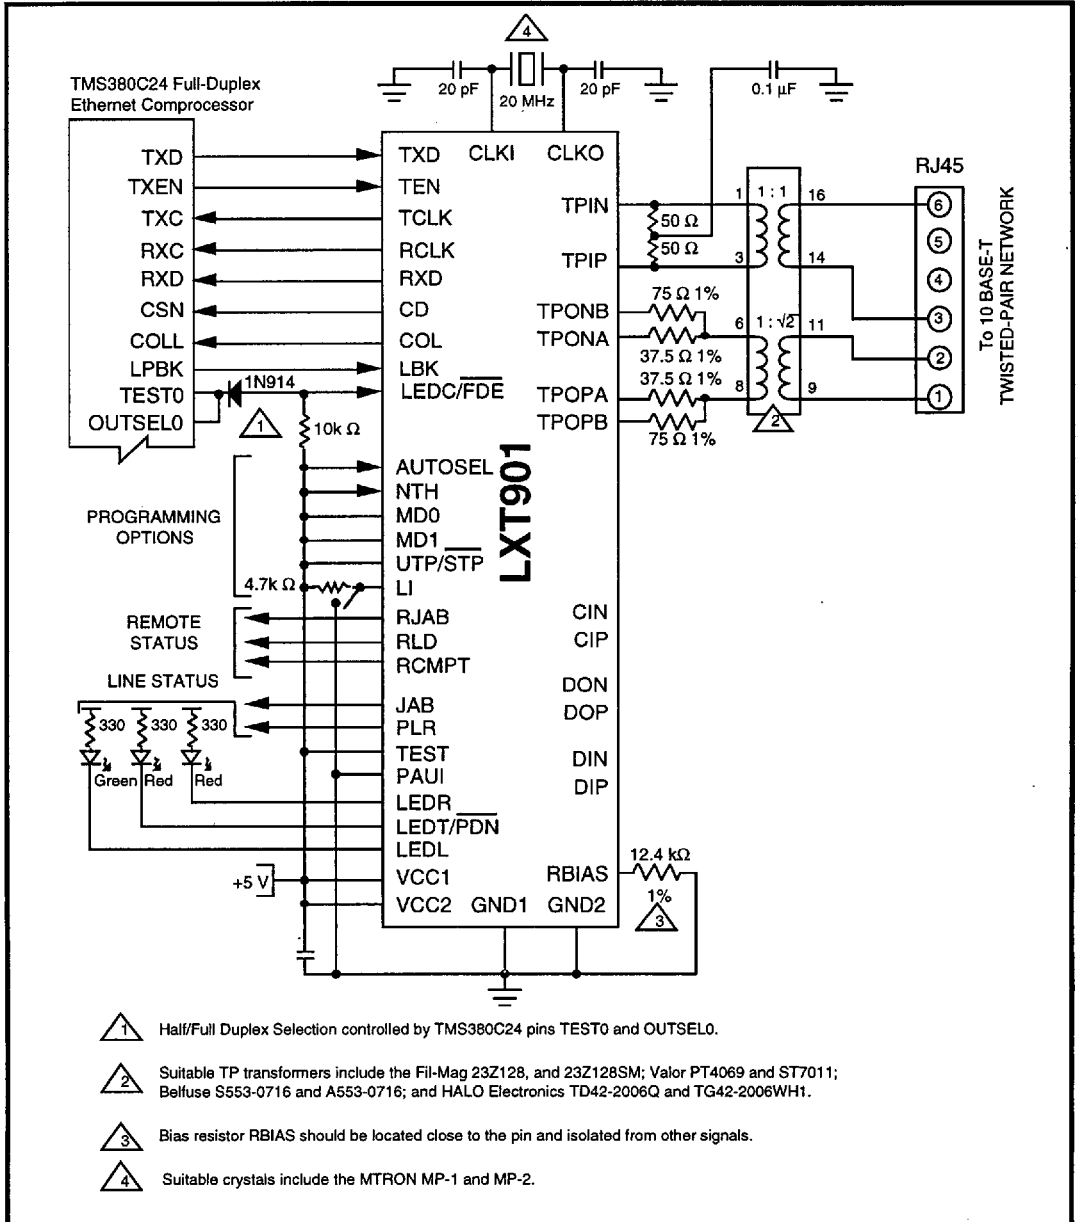 4
TMS380C24 Full-Duplex
Ethernet Comprocessor
20 pF
20 MHz
20 pF
0.1 µF
TXD
TXEN
TXC
RXC
RXD
CSN
COLL
LPBK
TEST0
OUTSEL0
1N914
1
10k Ω
PROGRAMMING
OPTIONS
4.7k Ω
REMOTE
STATUS
LINE STATUS
330
330
330
Green
Red
Red
+5 V
TXD
TEN
TCLK
RCLK
RXD
CD
COL
LBK
LEDC/FDE
AUTOSEL
NTH
MD0
MD1
UTP/STP
LI
RJAB
RLD
RCMPT
JAB
PLR
TEST
PAUI
LEDR
LEDT/PDN
LEDL
VCC1
VCC2
GND1
GND2
CLKI
CLKO
LXT901
TPIN
TPIP
TPONB
TPONA
TPOPA
TPOPB
CIN
CIP
DON
DOP
DIN
DIP
RBIAS
12.4 kΩ
1%
3
50 Ω
50 Ω
75 Ω 1%
37.5 Ω 1%
37.5 Ω 1%
75 Ω 1%
1
1 : 1
16
3
14
6
1 : √2
11
8
9
2
RJ45
6
5
4
3
2
1
To 10 BASE-T
TWISTED-PAIR NETWORK
1 Half/Full Duplex Selection controlled by TMS380C24 pins TEST0 and OUTSEL0.
2 Suitable TP transformers include the Fil-Mag 23Z128, and 23Z128SM; Valor PT4069 and ST7011;
Belfuse S553-0716 and A553-0716; and HALO Electronics TD42-2006Q and TG42-2006WH1.
3 Bias resistor RBIAS should be located close to the pin and isolated from other signals.
4 Suitable crystals include the MTRON MP-1 and MP-2.